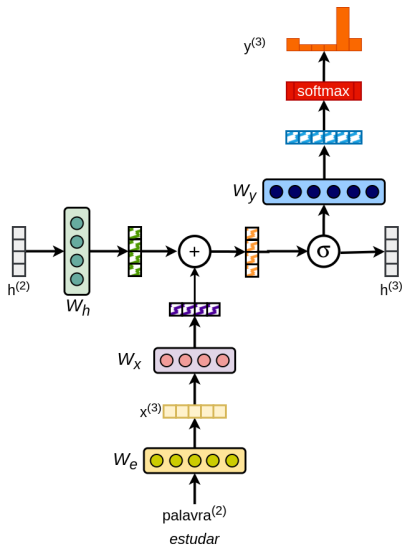 y(3)
softmax
Wy
h(2)
Wh
+
σ
h(3)
Wx
x(3)
We
palavra(2)
estudar